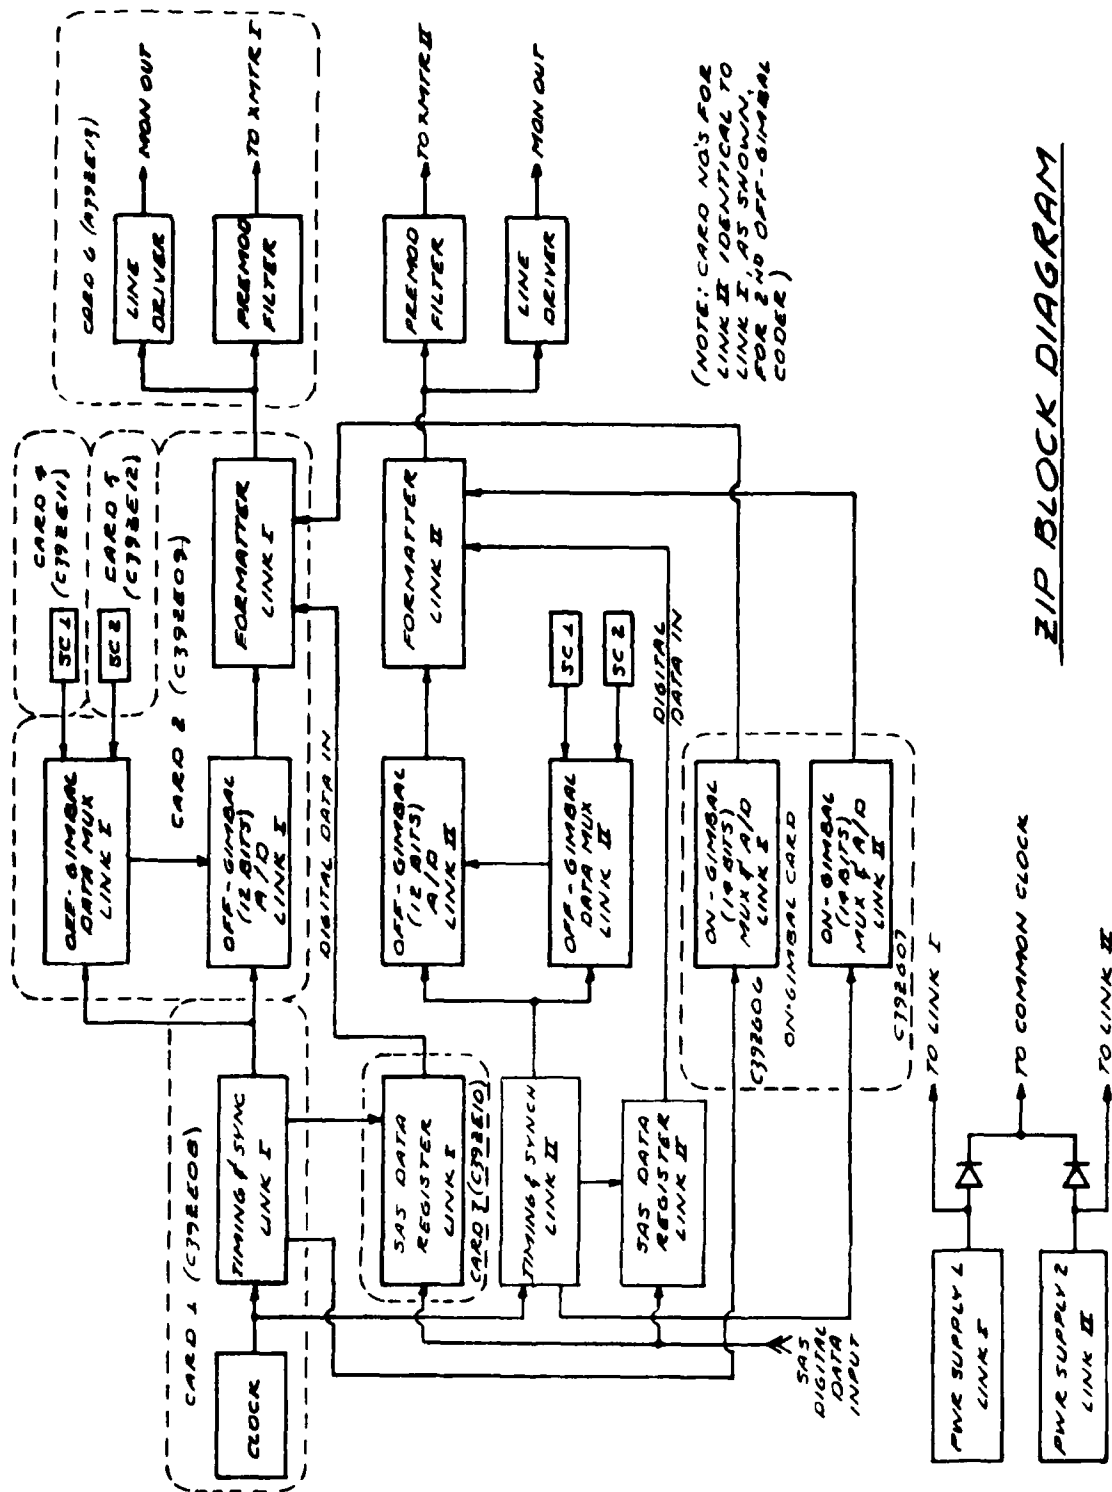 CARD 1 (C392E08)
CLOCK
TIMING & SYNC
LINK I
OFF-GIMBAL
DATA MUX
LINK I
SC 1
CARD 4
(C392E11)
SC 2
CARD 5
(C392E12)
CARD 2 (C392E09)
OFF-GIMBAL
(12 BITS)
A/D
LINK I
FORMATTER
LINK I
CARD 6 (A392E13)
LINE
DRIVER
MON OUT
PREMOD
FILTER
TO XMTR I
DIGITAL DATA IN
SAS DATA
REGISTER
LINK I
CARD 3 (C392E10)
TIMING & SYNCH
LINK II
SAS DATA
REGISTER
LINK II
OFF-GIMBAL
(12 BITS)
A/D
LINK II
OFF-GIMBAL
DATA MUX
LINK II
SC 1
SC 2
FORMATTER
LINK II
PREMOD
FILTER
TO XMTR II
LINE
DRIVER
MON OUT
DIGITAL
DATA IN
SAS
DIGITAL
DATA
INPUT
ON-GIMBAL
(14 BITS)
MUX & A/D
LINK I
C392G06
ON-GIMBAL CARD
ON-GIMBAL
(14 BITS)
MUX & A/D
LINK II
C392G07
(NOTE: CARD NO'S FOR
LINK II IDENTICAL TO
LINK I, AS SHOWN,
FOR 2ND OFF-GIMBAL
CODER)
PWR SUPPLY 1
LINK I
TO LINK I
TO COMMON CLOCK
PWR SUPPLY 2
LINK II
TO LINK II
ZIP BLOCK DIAGRAM